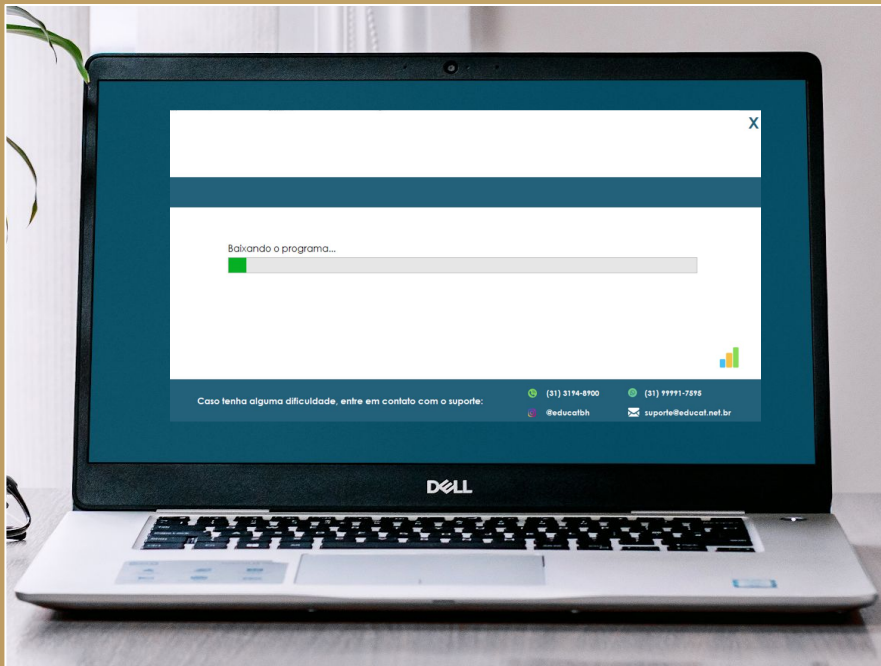 X
Baixando o programa...
Caso tenha alguma dificuldade, entre em contato com o suporte:
(31) 3194-8900
(31) 99991-7595
@educatbh
suporte@educat.net.br
DELL